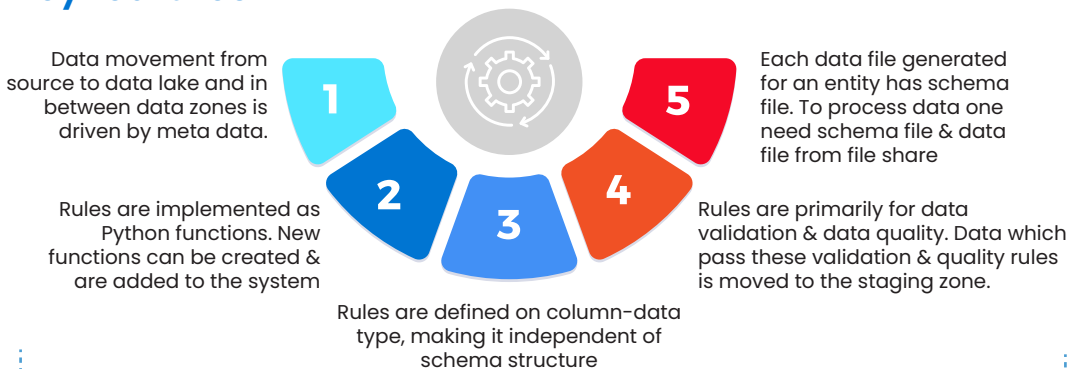 Data movement from
source to data lake and in
between data zones is
driven by meta data.
1
Rules are implemented as
Python functions. New
functions can be created &
are added to the system
2
Rules are defined on column-data
type, making it independent of
schema structure
3
Rules are primarily for data
validation & data quality. Data which
pass these validation & quality rules
is moved to the staging zone.
4
Each data file generated
for an entity has schema
file. To process data one
need schema file & data
file from file share
5